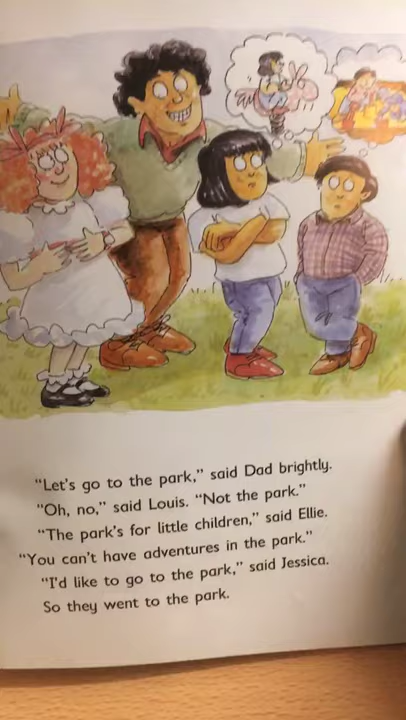 "Let's go to the park," said Dad brightly.
"Oh, no," said Louis. "Not the park."
"The park's for little children," said Ellie.
"You can't have adventures in the park."
"I'd like to go to the park," said Jessica.
So they went to the park.